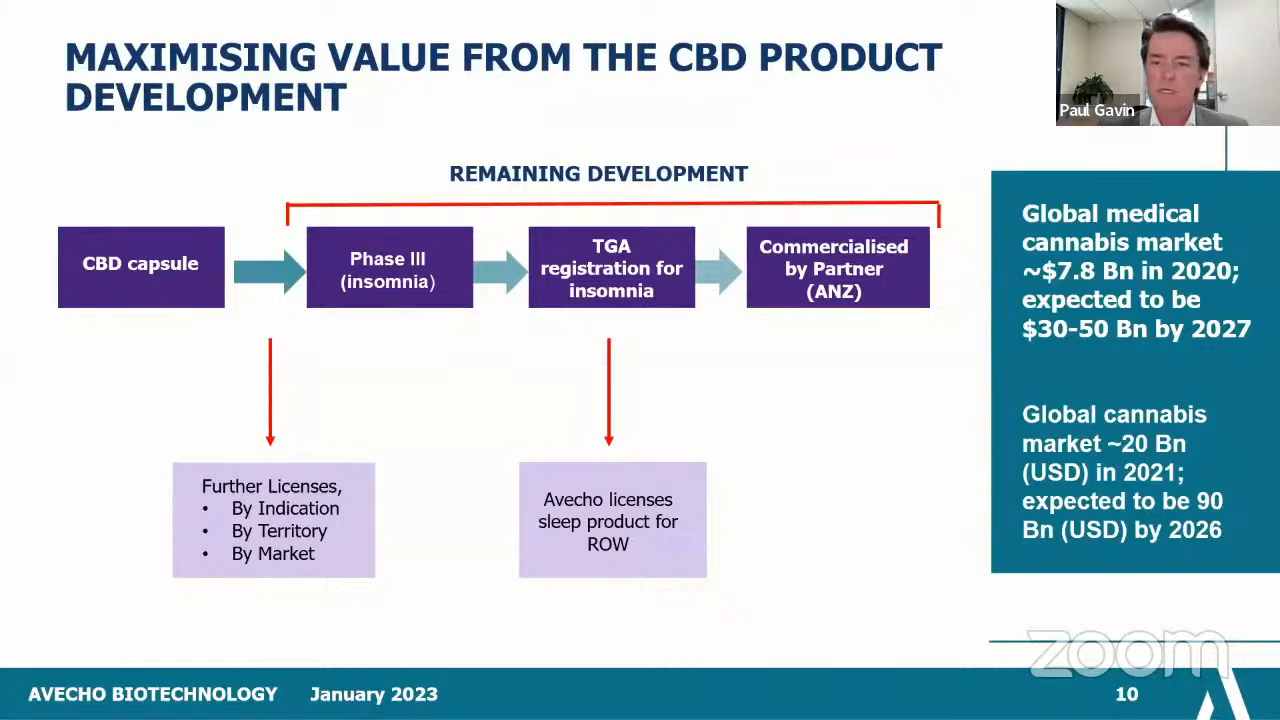 MAXIMISING VALUE FROM THE CBD PRODUCT
DEVELOPMENT
Paul Gavin
REMAINING DEVELOPMENT
CBD capsule
Phase III
(insomnia)
TGA
registration for
insomnia
Commercialised
by Partner
(ANZ)
Further Licenses,
• By Indication
• By Territory
• By Market
Avecho licenses
sleep product for
ROW
Global medical
cannabis market
~$7.8 Bn in 2020;
expected to be
$30-50 Bn by 2027
Global cannabis
market ~20 Bn
(USD) in 2021;
expected to be 90
Bn (USD) by 2026
zoom
AVECHO BIOTECHNOLOGY January 2023
10